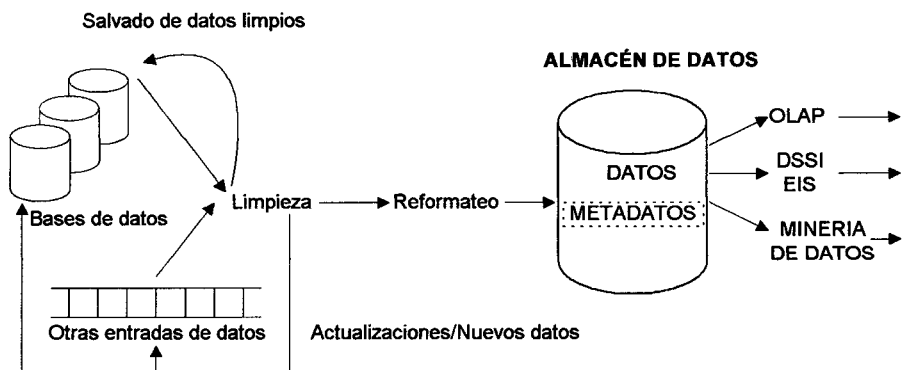 Salvado de datos limpios
ALMACÉN DE DATOS
OLAP
DATOS
DSSI
EIS
Bases de datos
Limpieza
Reformateo
METADATOS
MINERIA
DE DATOS
Otras entradas de datos
Actualizaciones/Nuevos datos